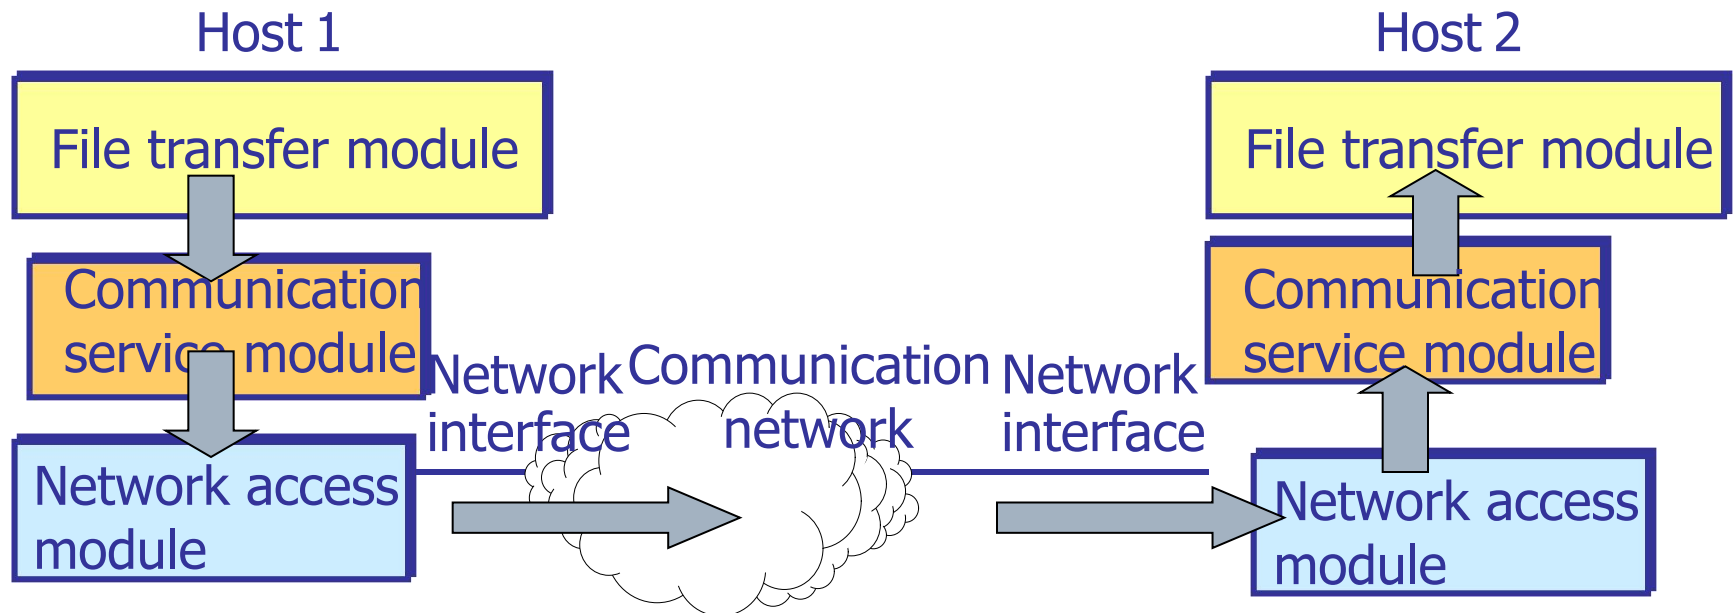 Host 1
Host 2
File transfer module
File transfer module
Communication
service module
Communication
service module
Network
interface
Communication
network
Network
interface
Network access
module
Network access
module